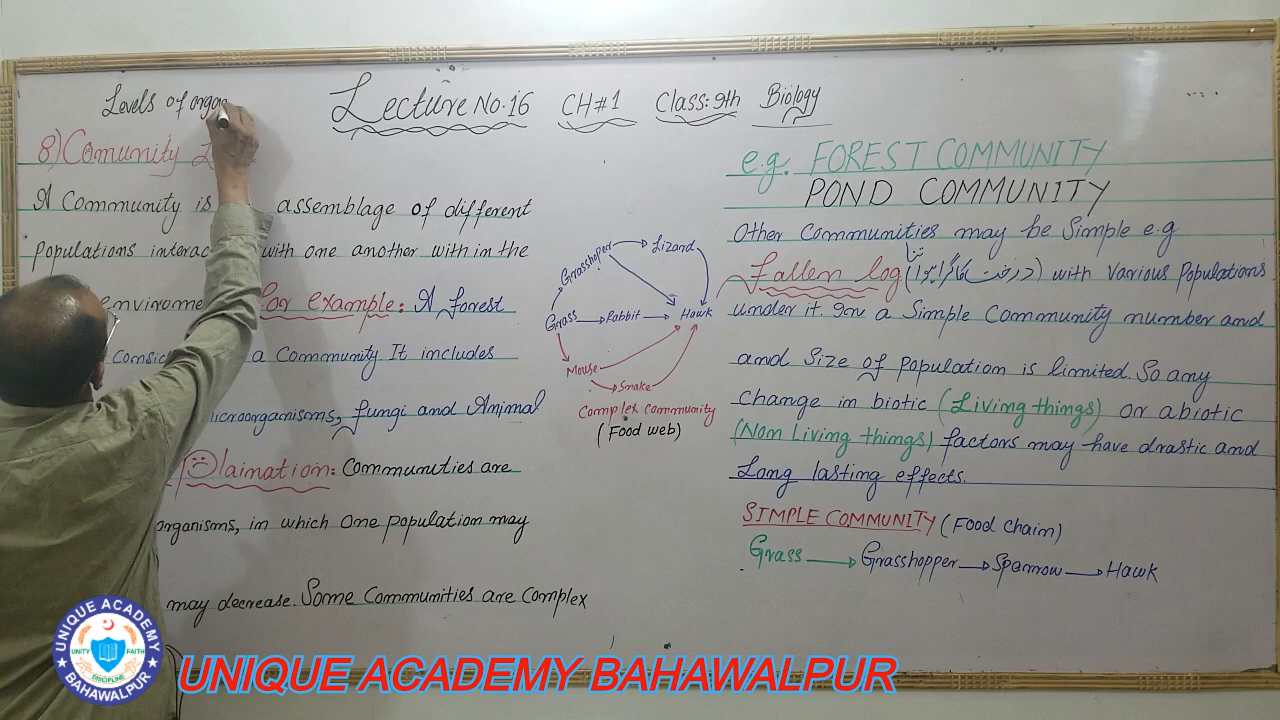 Levels of organ
Lecture No.16 CH#1 Class: 9th Biology
8) Comunity L
A Community is assemblage of different
populations interac with one another with in the
enviromе For example: A forest
Consid a community. It includes
microorganisms, fungi and Animal
plaination: Communities are
organisms, in which One population may
may decrease. Some Communities are complex
Grasshoper Lizard
Grass Rabbit Hawk
Mouse
Snake
Complex community
(Food web)
e.g. FOREST COMMUNITY
POND COMMUNITY
Other Communities may be Simple e.g
Fallen log (درخت کا گرا ہوا تنا) with Various Populations
under it. In a Simple Community number and
and Size of population is limited. So any
Change in biotic (Living things) or abiotic
(Non Living things) factors may have drastic and
Long lasting effects.
SIMPLE COMMUNITY (Food Chain)
Grass → Grasshopper → Sparrow → Hawk
UNIQUE ACADEMY
UNITY FAITH
DISCIPLINE
BAHAWALPUR
UNIQUE ACADEMY BAHAWALPUR